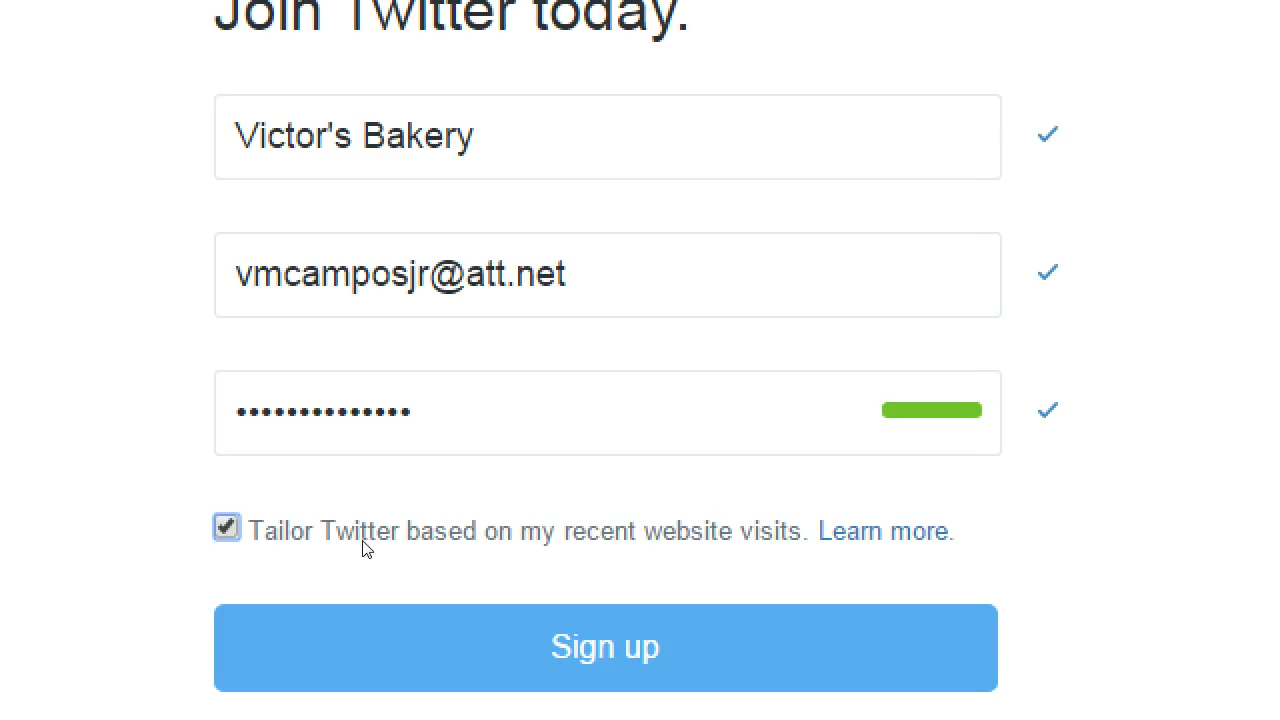 Join Twitter today.
Victor's Bakery
vmcamposjr@att.net
••••••••••••••
Tailor Twitter based on my recent website visits. Learn more.
Sign up